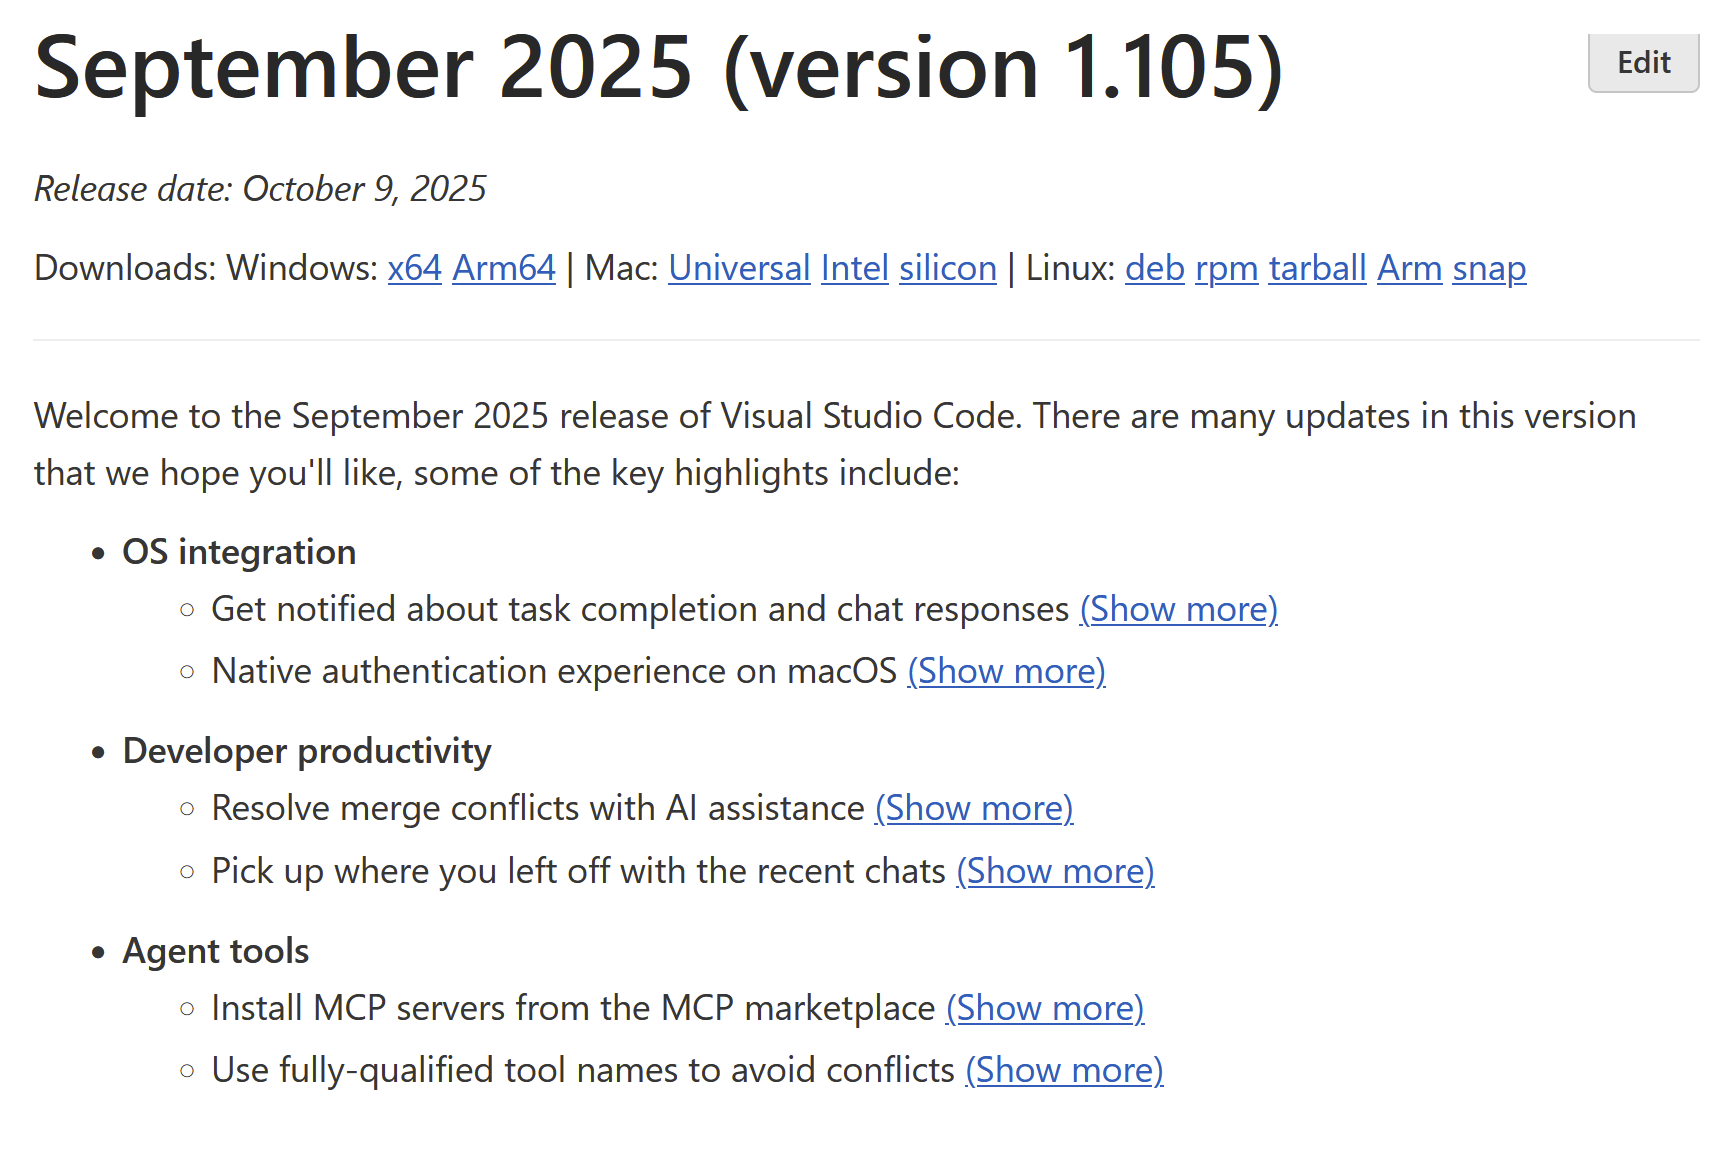 September 2025 (version 1.105)
Edit
Release date: October 9, 2025
Downloads: Windows: x64 Arm64 | Mac: Universal Intel silicon | Linux: deb rpm tarball Arm snap
Welcome to the September 2025 release of Visual Studio Code. There are many updates in this version
that we hope you'll like, some of the key highlights include:
• OS integration
○ Get notified about task completion and chat responses (Show more)
○ Native authentication experience on macOS (Show more)
• Developer productivity
○ Resolve merge conflicts with AI assistance (Show more)
○ Pick up where you left off with the recent chats (Show more)
• Agent tools
○ Install MCP servers from the MCP marketplace (Show more)
○ Use fully-qualified tool names to avoid conflicts (Show more)